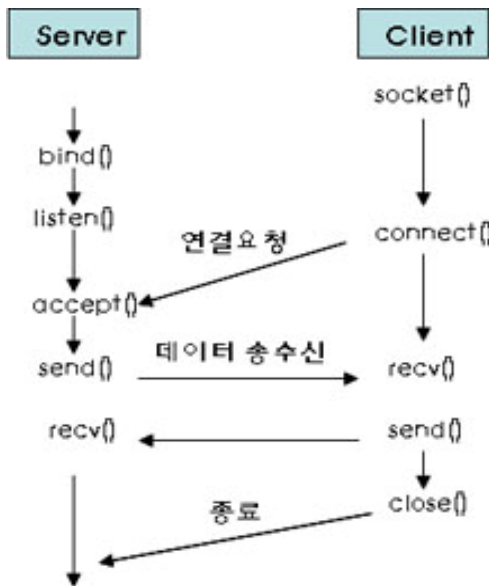 Server
Client
socket()
bind()
listen()
연결요청
connect()
accept()
데이터 송수신
send()
recv()
recv()
send()
종료
close()